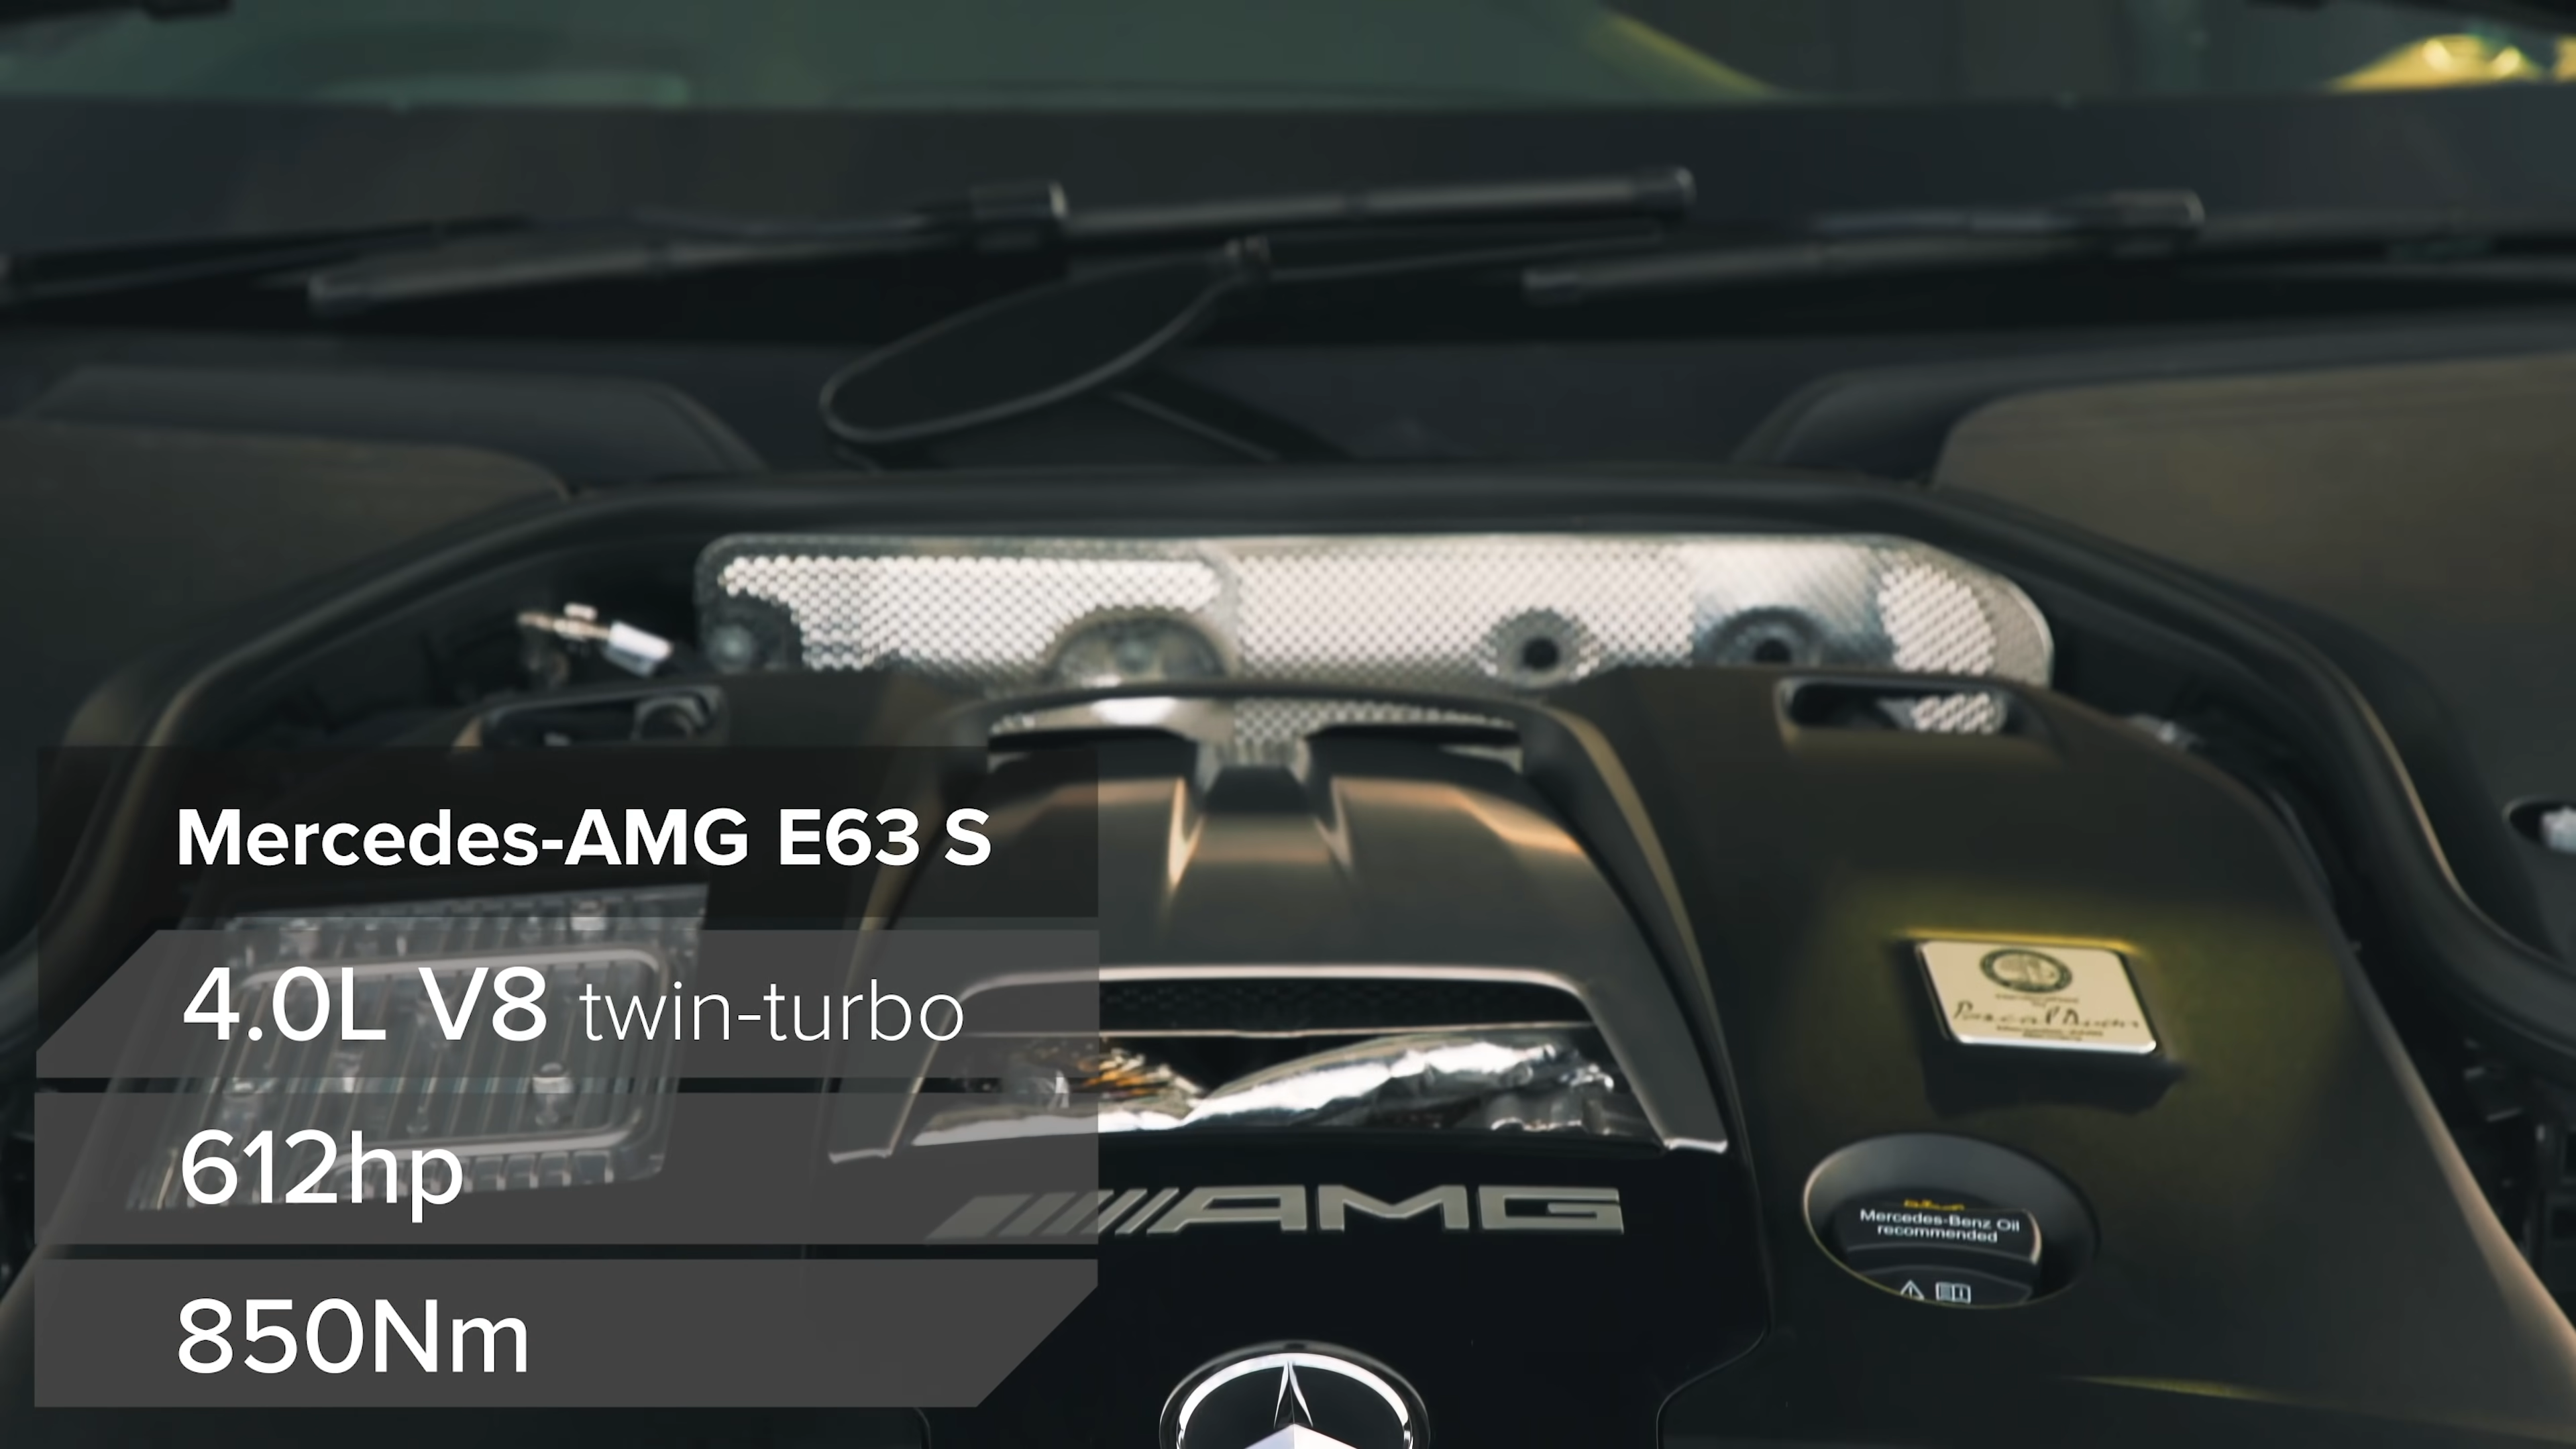 Mercedes-AMG E63 S
4.0L V8 twin-turbo
612hp
850Nm
AMG
Mercedes-Benz Oil
recommended